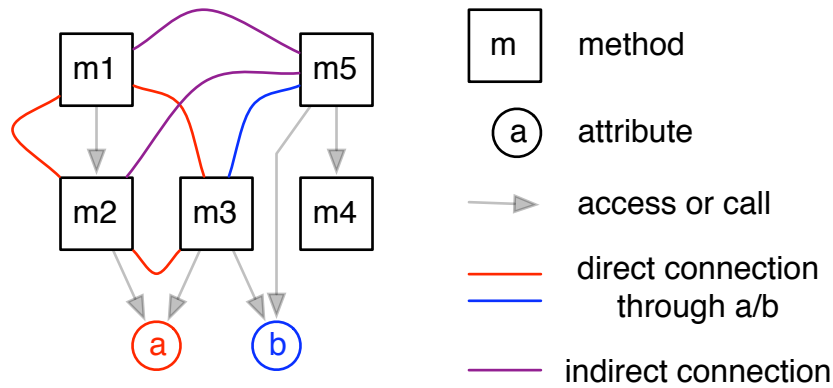 m1
m5
m2
m3
m4
a
b
m
method
a
attribute
access or call
direct connection
through a/b
indirect connection